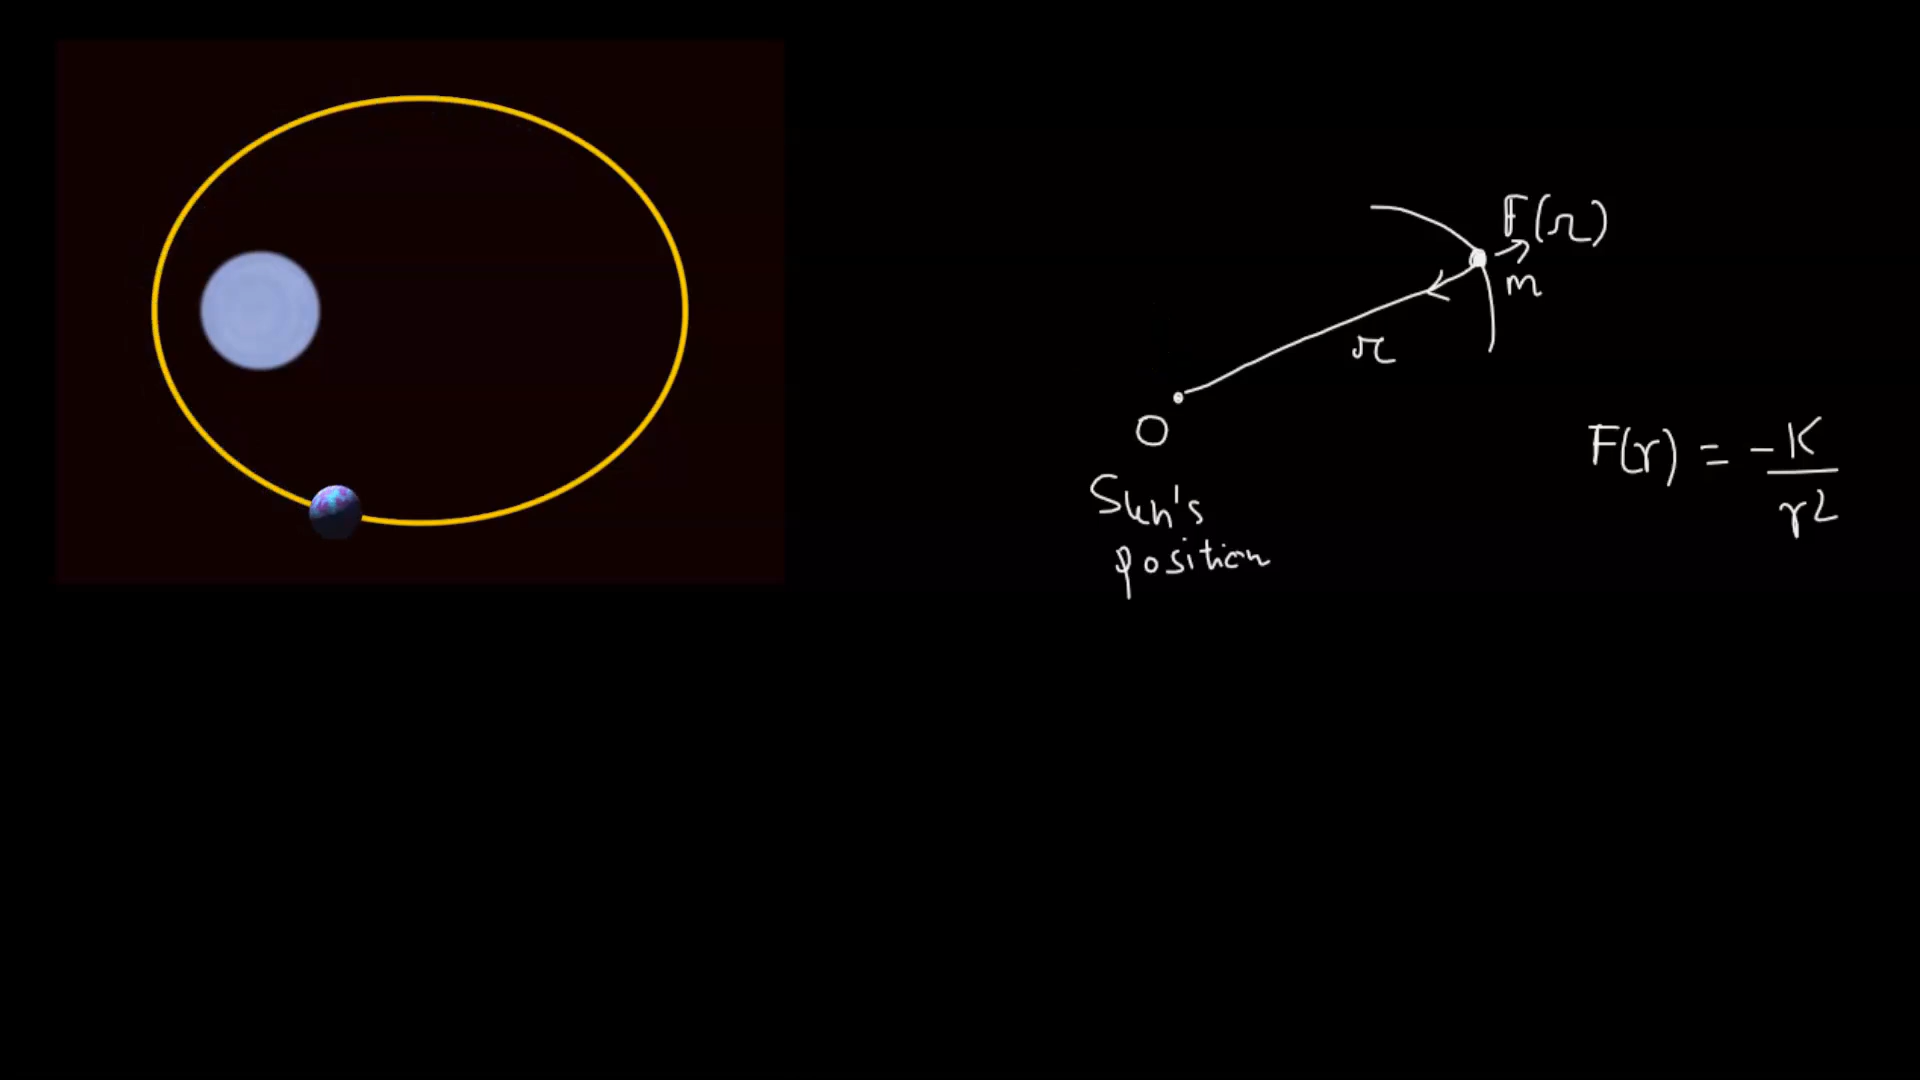 F(r)
m
r
O
Sun's
position
F(r) = -K
r2